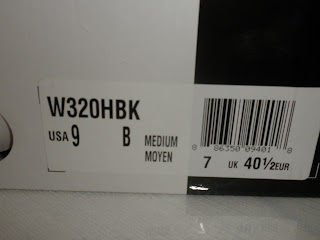 W320HBK
USA 9 B MEDIUM
MOYEN
8 86350 09401 8
7 UK 40 1/2 EUR